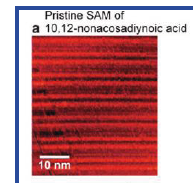 Pristine SAM of
a 10,12-nonacosadiynoic acid
10 nm